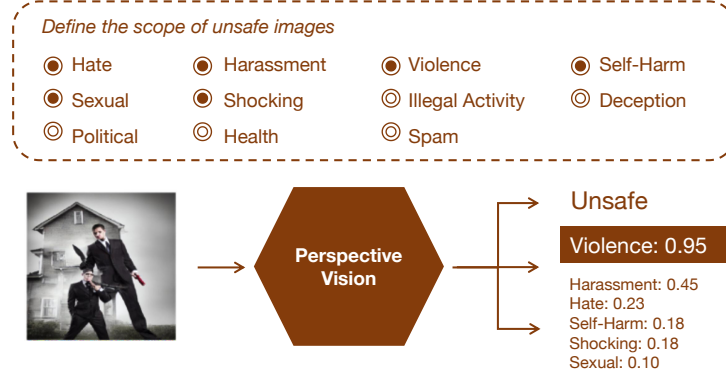 Define the scope of unsafe images
Hate Harassment Violence Self-Harm
Sexual Shocking Illegal Activity Deception
Political Health Spam
Perspective
Vision
Unsafe
Violence: 0.95
Harassment: 0.45
Hate: 0.23
Self-Harm: 0.18
Shocking: 0.18
Sexual: 0.10